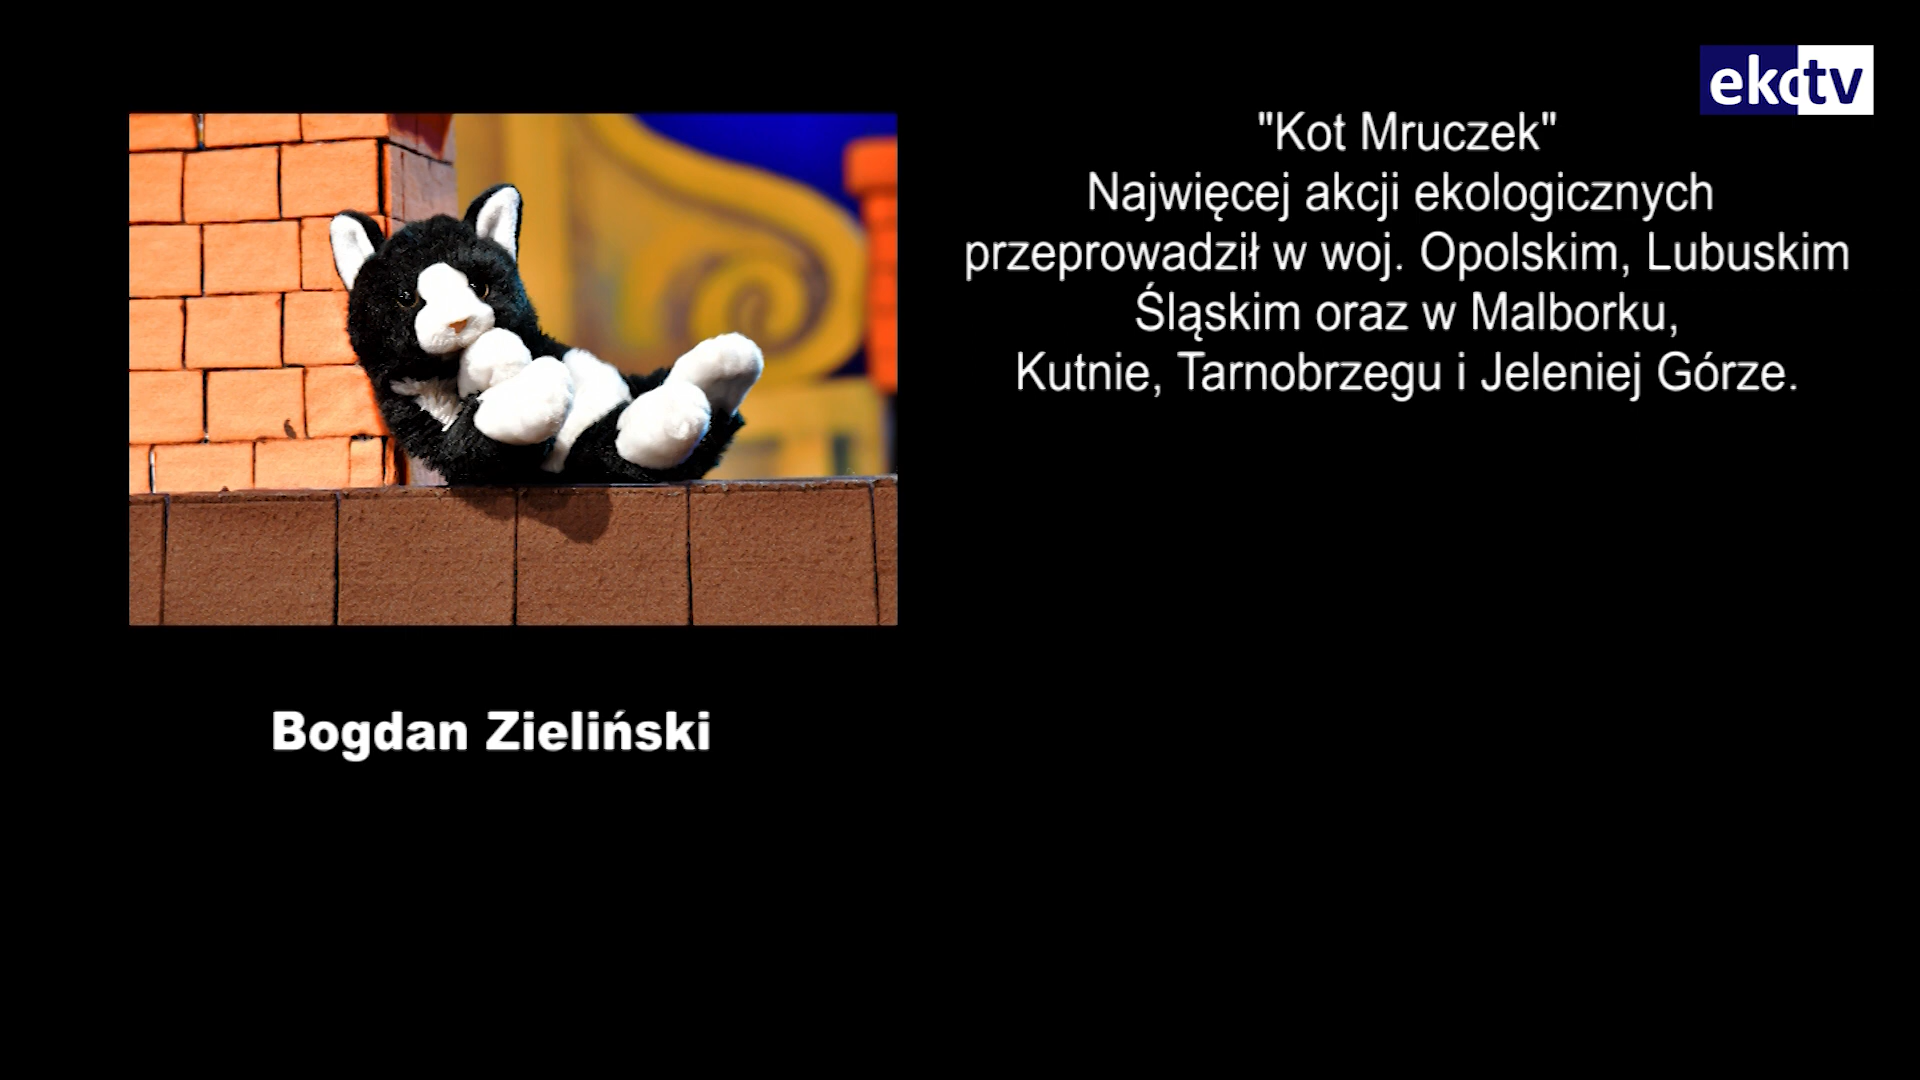 ekotv
"Kot Mruczek"
Najwięcej akcji ekologicznych
przeprowadził w woj. Opolskim, Lubuskim
Śląskim oraz w Malborku,
Kutnie, Tarnobrzegu i Jeleniej Górze.
Bogdan Zieliński